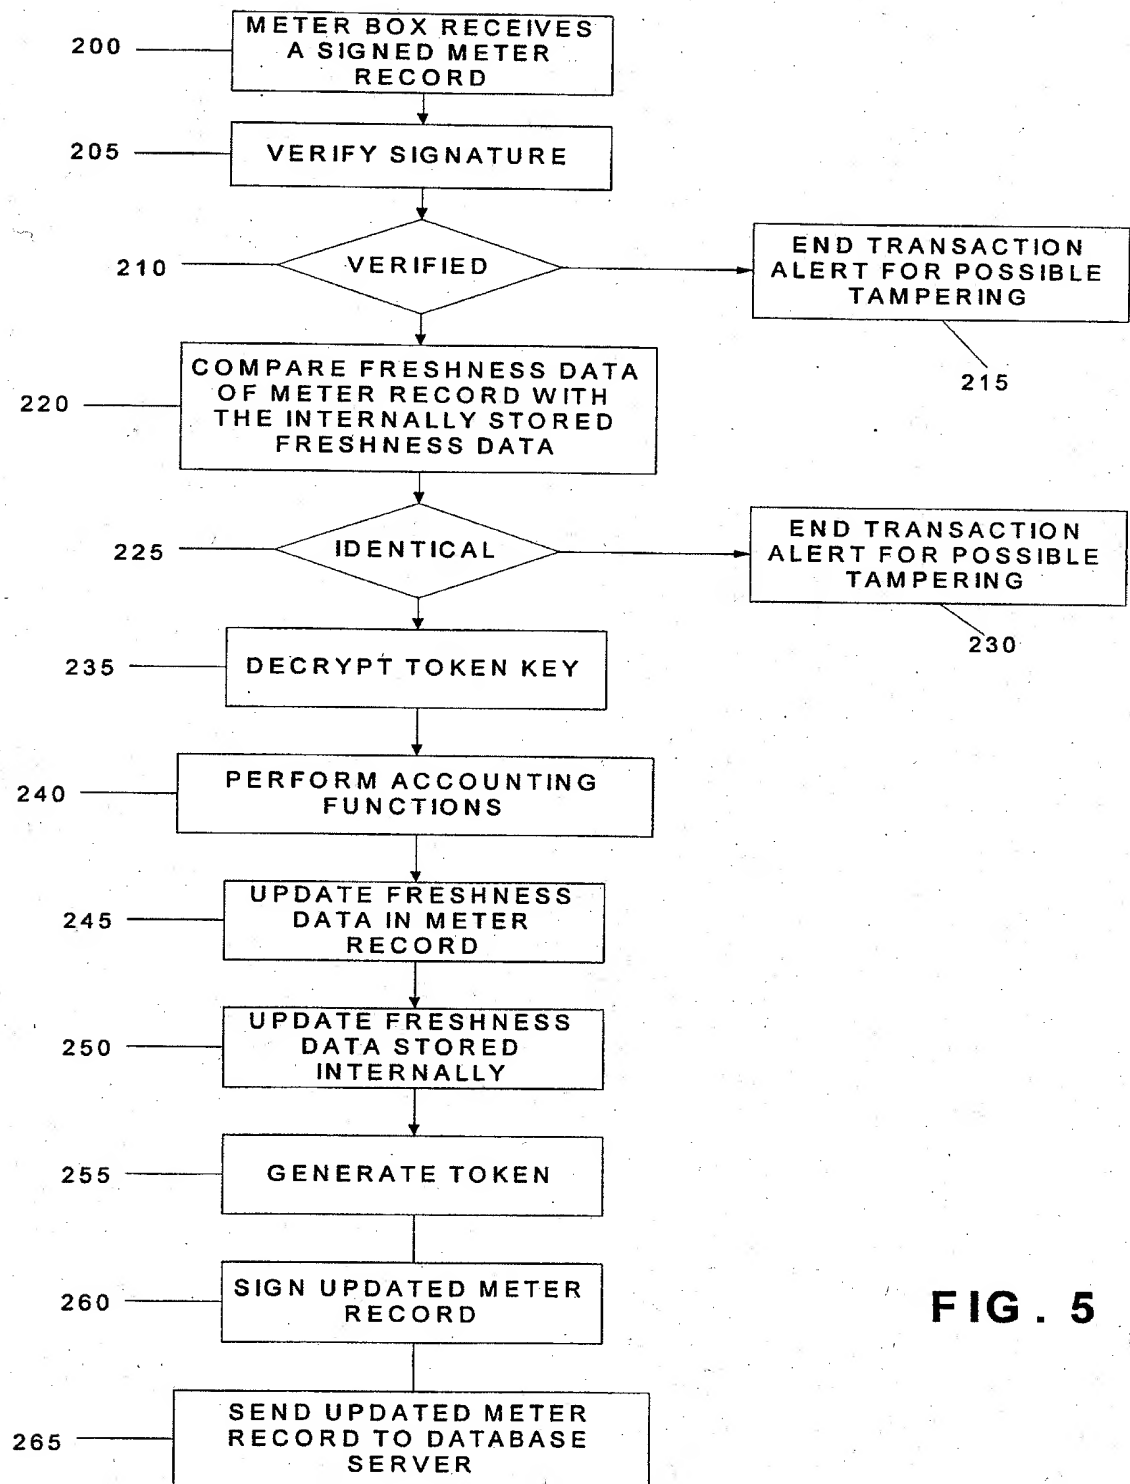 200
METER BOX RECEIVES
A SIGNED METER
RECORD
205
VERIFY SIGNATURE
210
VERIFIED
END TRANSACTION
ALERT FOR POSSIBLE
TAMPERING
215
220
COMPARE FRESHNESS DATA
OF METER RECORD WITH
THE INTERNALLY STORED
FRESHNESS DATA
225
IDENTICAL
END TRANSACTION
ALERT FOR POSSIBLE
TAMPERING
230
235
DECRYPT TOKEN KEY
240
PERFORM ACCOUNTING
FUNCTIONS
245
UPDATE FRESHNESS
DATA IN METER
RECORD
250
UPDATE FRESHNESS
DATA STORED
INTERNALLY
255
GENERATE TOKEN
260
SIGN UPDATED METER
RECORD
FIG. 5
265
SEND UPDATED METER
RECORD TO DATABASE
SERVER